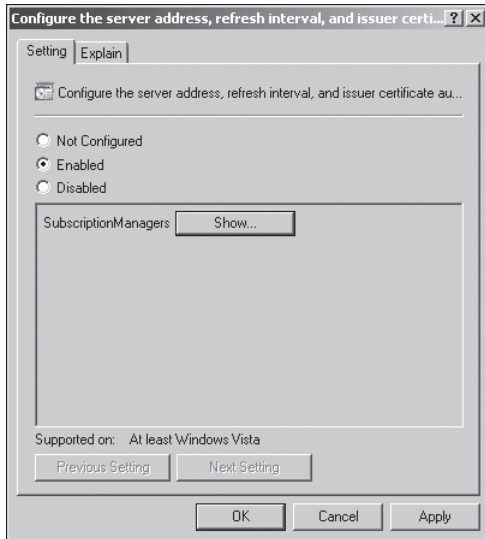 Configure the server address, refresh interval, and issuer certi... ? X
Setting Explain
Configure the server address, refresh interval, and issuer certificate au...
Not Configured
Enabled
Disabled
SubscriptionManagers Show...
Supported on: At least Windows Vista
Previous Setting Next Setting
OK Cancel Apply